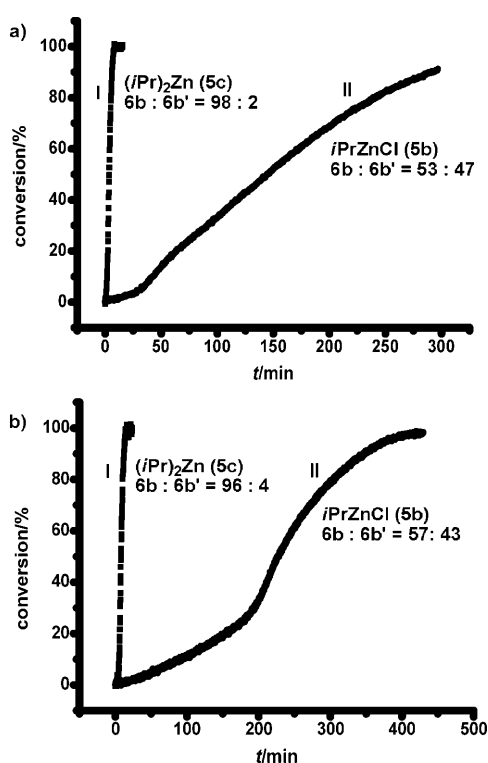 a)
100
80
60
40
20
0
conversion/%
I
(iPr)₂Zn (5c)
6b : 6b' = 98 : 2
II
iPrZnCl (5b)
6b : 6b' = 53 : 47
0 50 100 150 200 250 300
t/min
b)
100
80
60
40
20
0
conversion/%
I
(iPr)₂Zn (5c)
6b : 6b' = 96 : 4
II
iPrZnCl (5b)
6b : 6b' = 57: 43
0 100 200 300 400 500
t/min